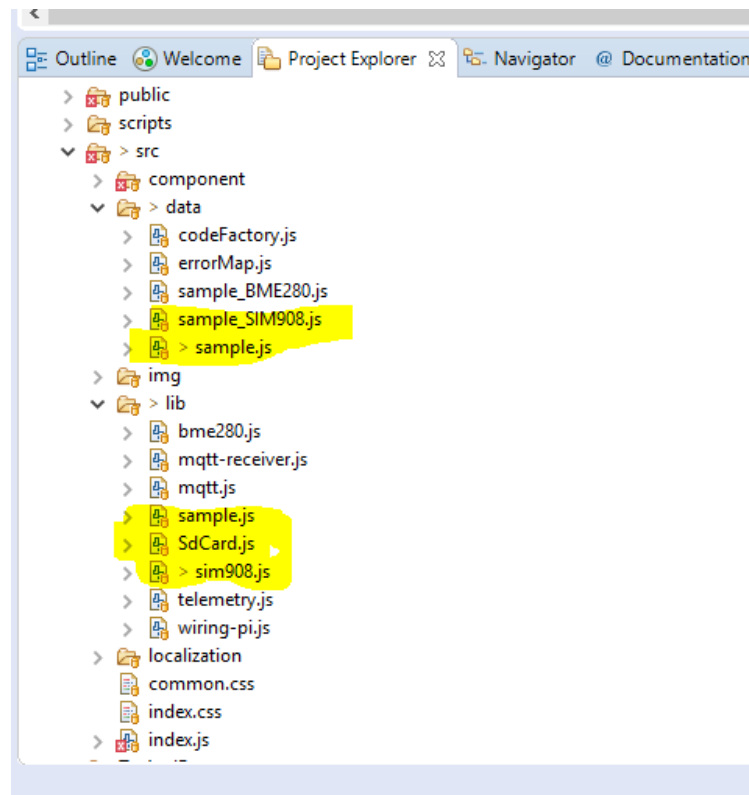 Outline Welcome Project Explorer Navigator @ Documentation
> public
> scripts
> src
> component
> data
> codeFactory.js
> errorMap.js
> sample_BME280.js
> sample_SIM908.js
> > sample.js
> img
> lib
> bme280.js
> mqtt-receiver.js
> mqtt.js
> sample.js
> SdCard.js
> > sim908.js
> telemetry.js
> wiring-pi.js
> localization
common.css
index.css
> index.js